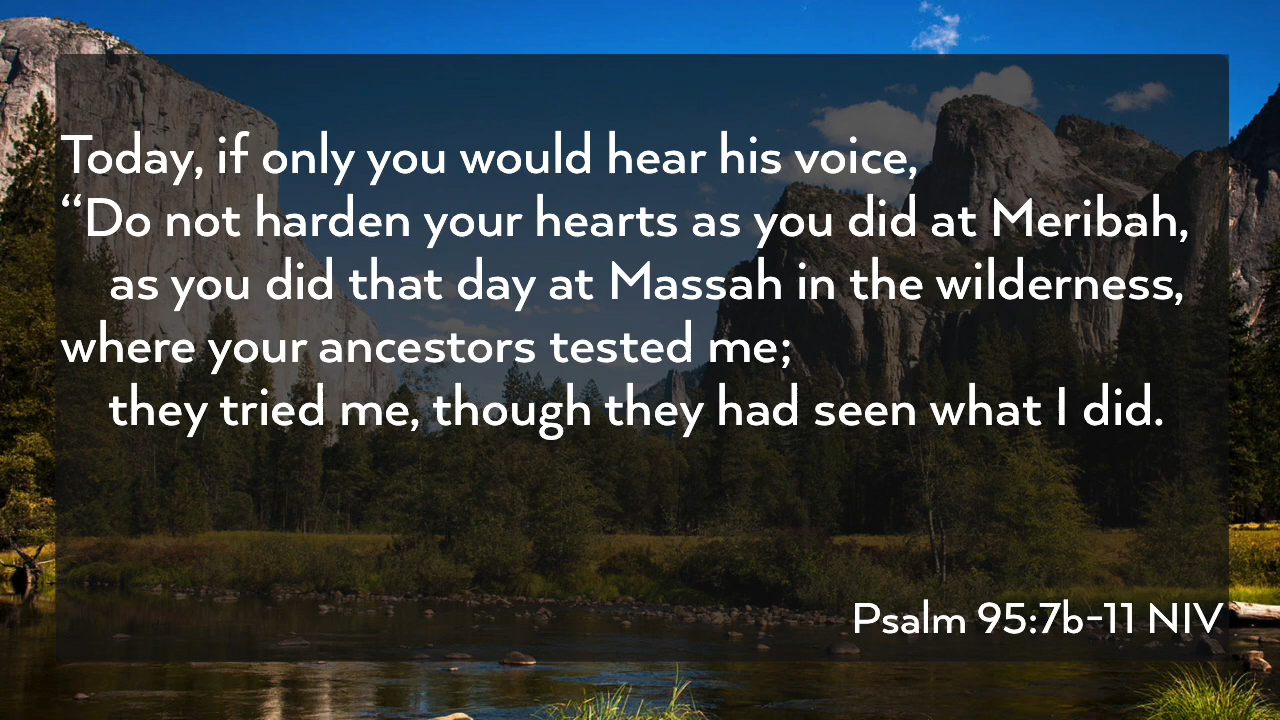 Today, if only you would hear his voice,
“Do not harden your hearts as you did at Meribah,
as you did that day at Massah in the wilderness,
where your ancestors tested me;
they tried me, though they had seen what I did.
Psalm 95:7b-11 NIV